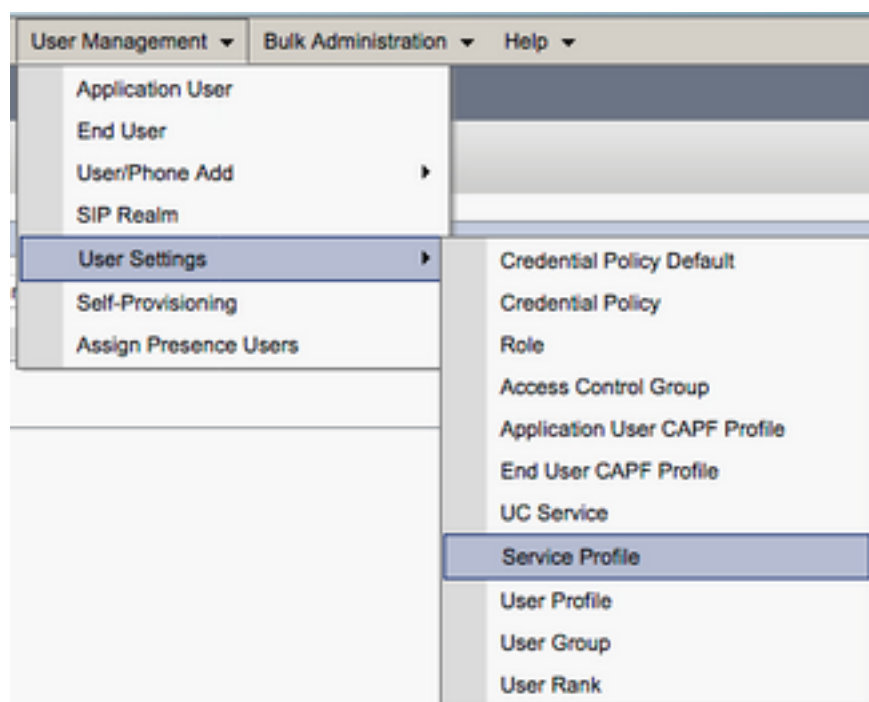 User Management Bulk Administration Help
Application User
End User
User/Phone Add
SIP Realm
User Settings
Self-Provisioning
Assign Presence Users
Credential Policy Default
Credential Policy
Role
Access Control Group
Application User CAPF Profile
End User CAPF Profile
UC Service
Service Profile
User Profile
User Group
User Rank